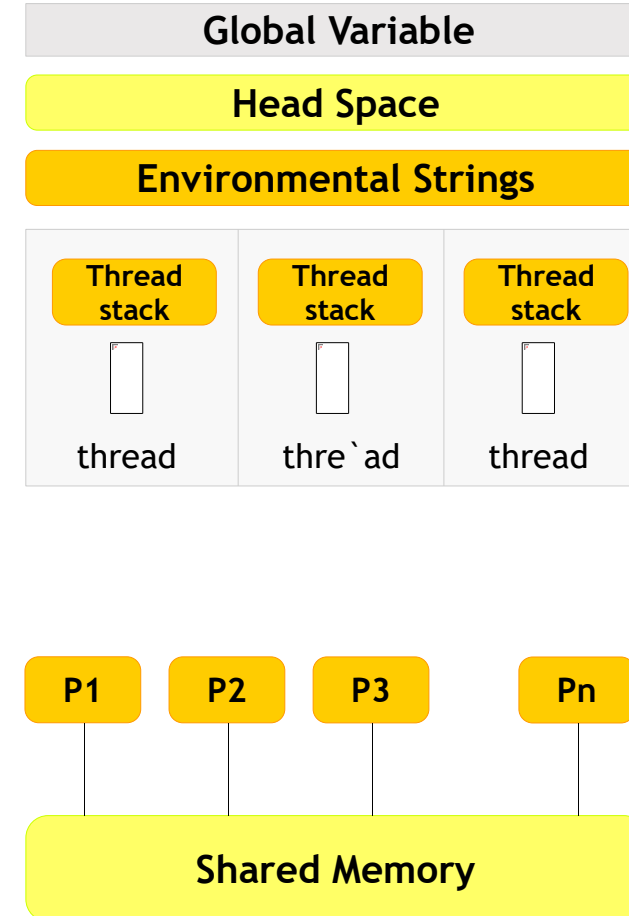 Global Variable
Head Space
Environmental Strings
Thread
stack
Thread
stack
Thread
stack
thread
thre`ad
thread
P1
P2
P3
Pn
Shared Memory